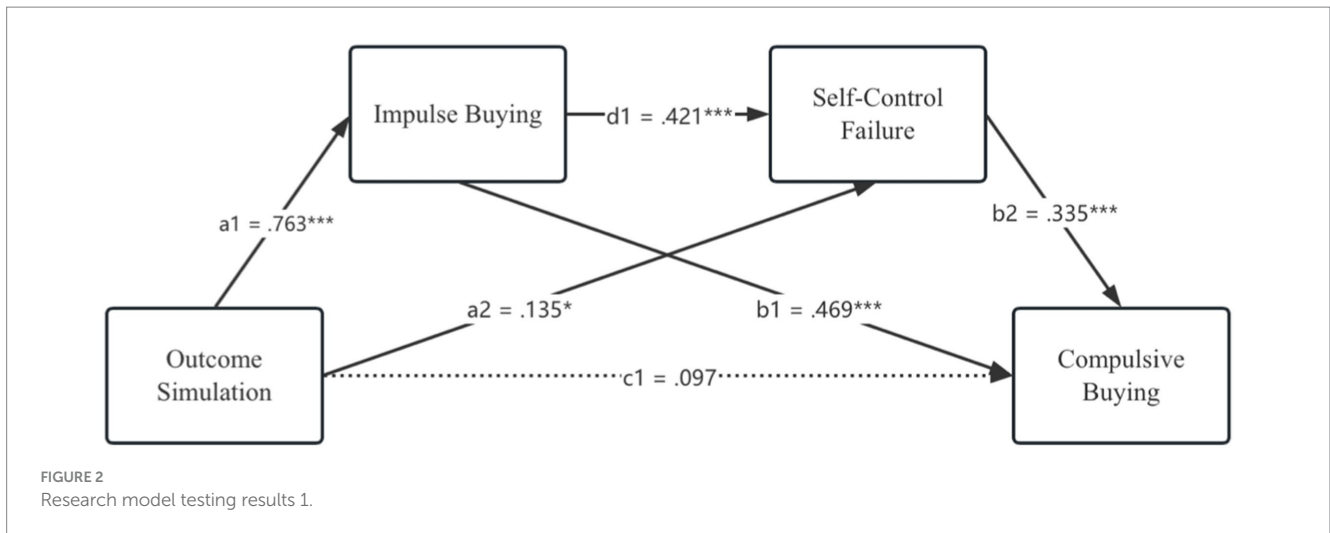 Impulse Buying
d1 = .421***
Self-Control
Failure
a1 = .763***
b2 = .335***
a2 = .135*
b1 = .469***
Outcome
Simulation
c1 = .097
Compulsive
Buying
FIGURE 2
Research model testing results 1.